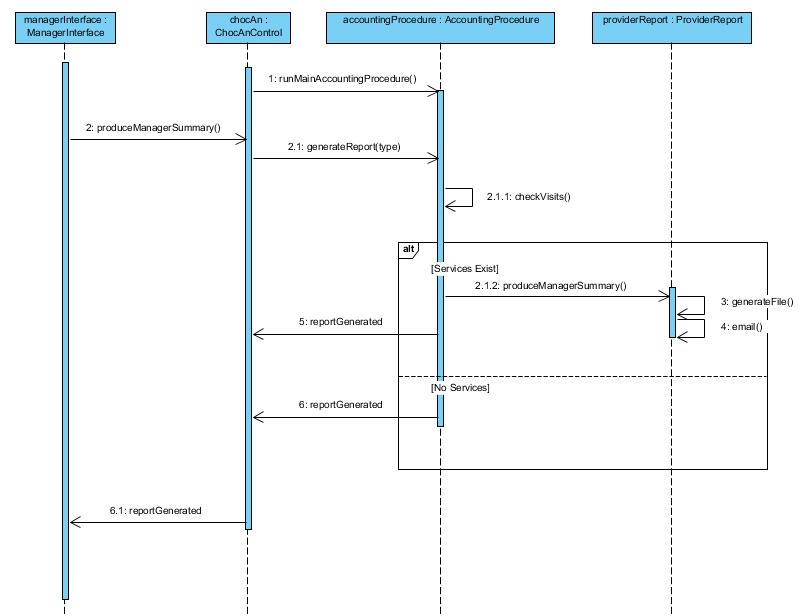 managerInterface :
ManagerInterface
chocAn :
ChocAnControl
accountingProcedure : AccountingProcedure
providerReport : ProviderReport
1: runMainAccountingProcedure()
2: produceManagerSummary()
2.1: generateReport(type)
2.1.1: checkVisits()
alt
[Services Exist]
2.1.2: produceManagerSummary()
3: generateFile()
4: email()
5: reportGenerated
[No Services]
6: reportGenerated
6.1: reportGenerated